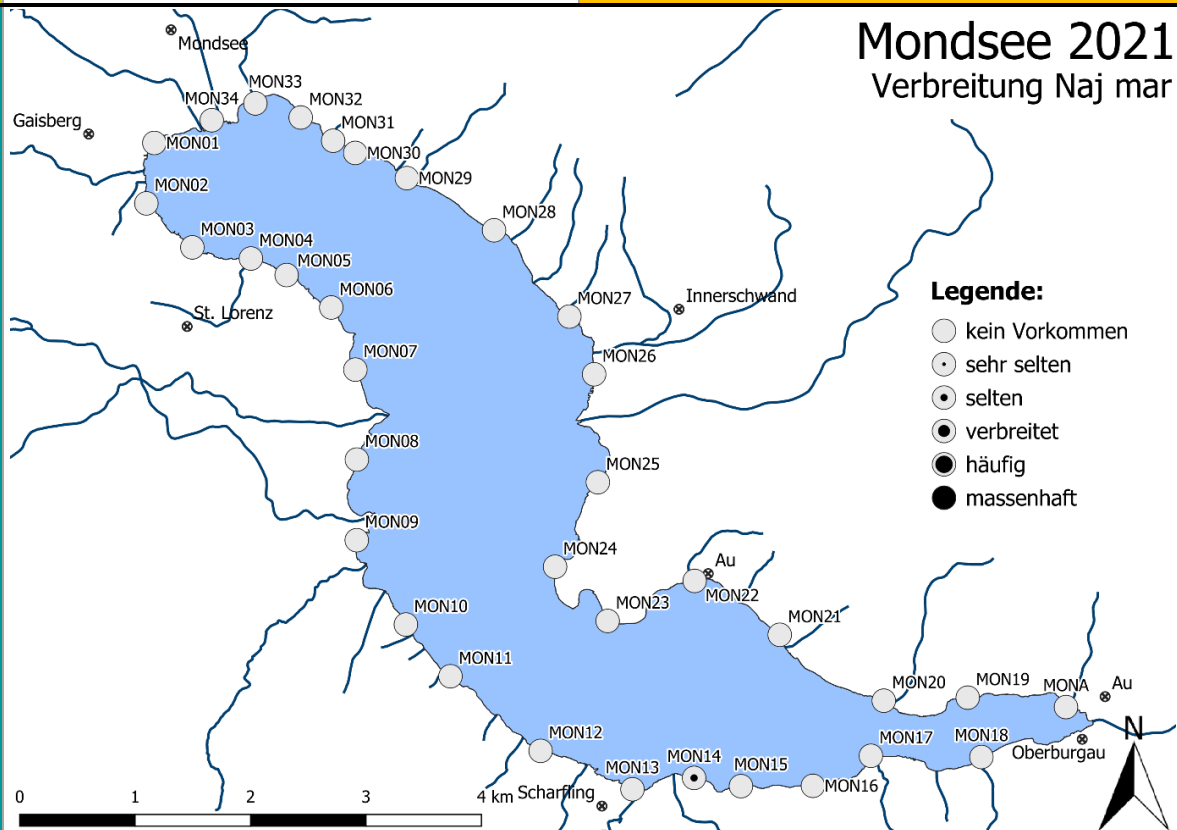 Mondsee 2021
Verbreitung Naj mar
Mondsee
MON33
MON34
MON32
Gaisberg
MON31
MON01
MON30
MON29
MON02
MON28
MON03
MON04
MON05
Innerschwand
MON27
MON06
St. Lorenz
MON07
MON26
Legende:
kein Vorkommen
sehr selten
selten
verbreitet
häufig
massenhaft
MON08
MON25
MON09
MON24
Au
MON22
MON10
MON23
MON21
MON11
MON20
MON19
MONA
Au
N
MON12
MON14
MON17
MON18
Oberburgau
MON13
MON15
MON16
Scharfling
0 1 2 3 4 km